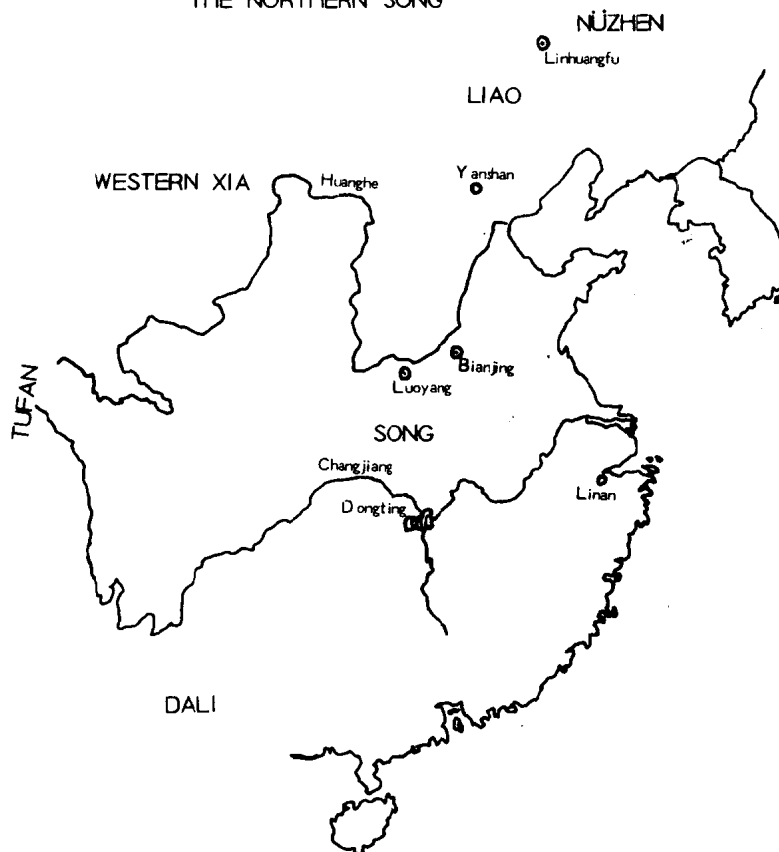 THE NORTHERN SONG
NÜZHEN
Linhuangfu
LIAO
WESTERN XIA
Huanghe
Yanshan
Bianjing
Luoyang
TUFAN
SONG
Changjiang
Dongting
Linan
DALI